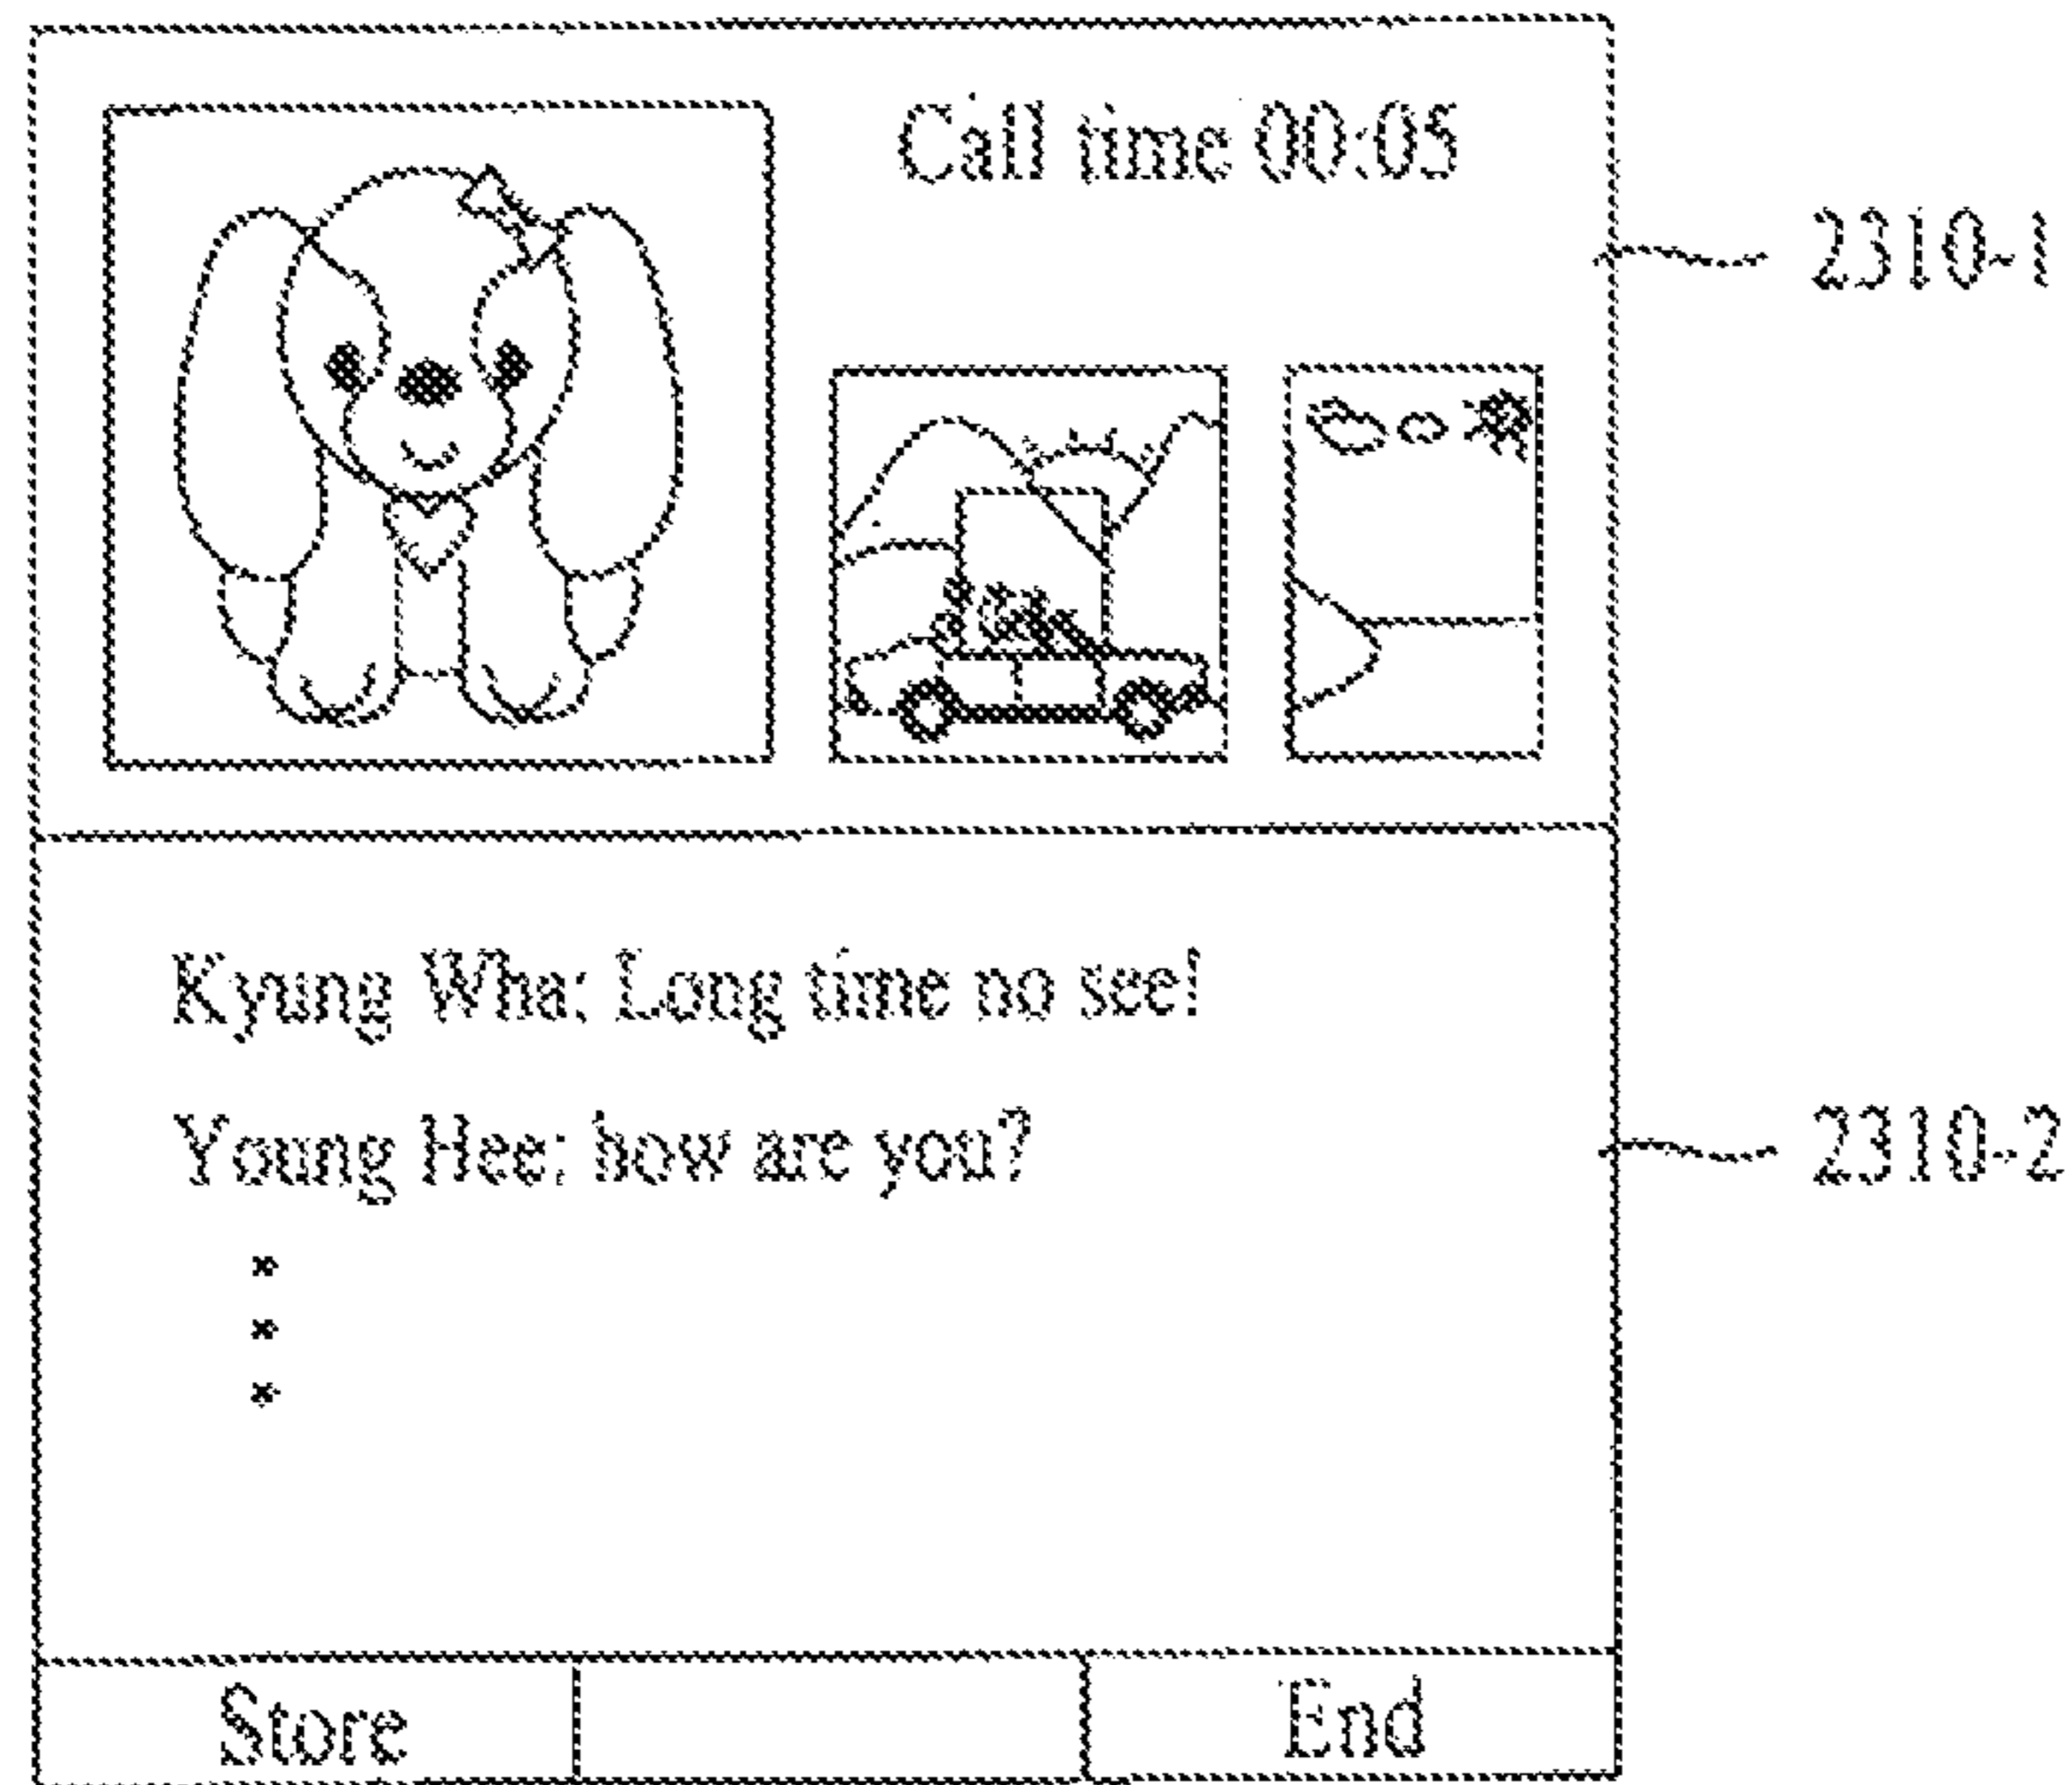 Call time 00:05
2310-1
Kyung Wha: Long time no see!
Young Hee: how are you?
2310-2
Store
End